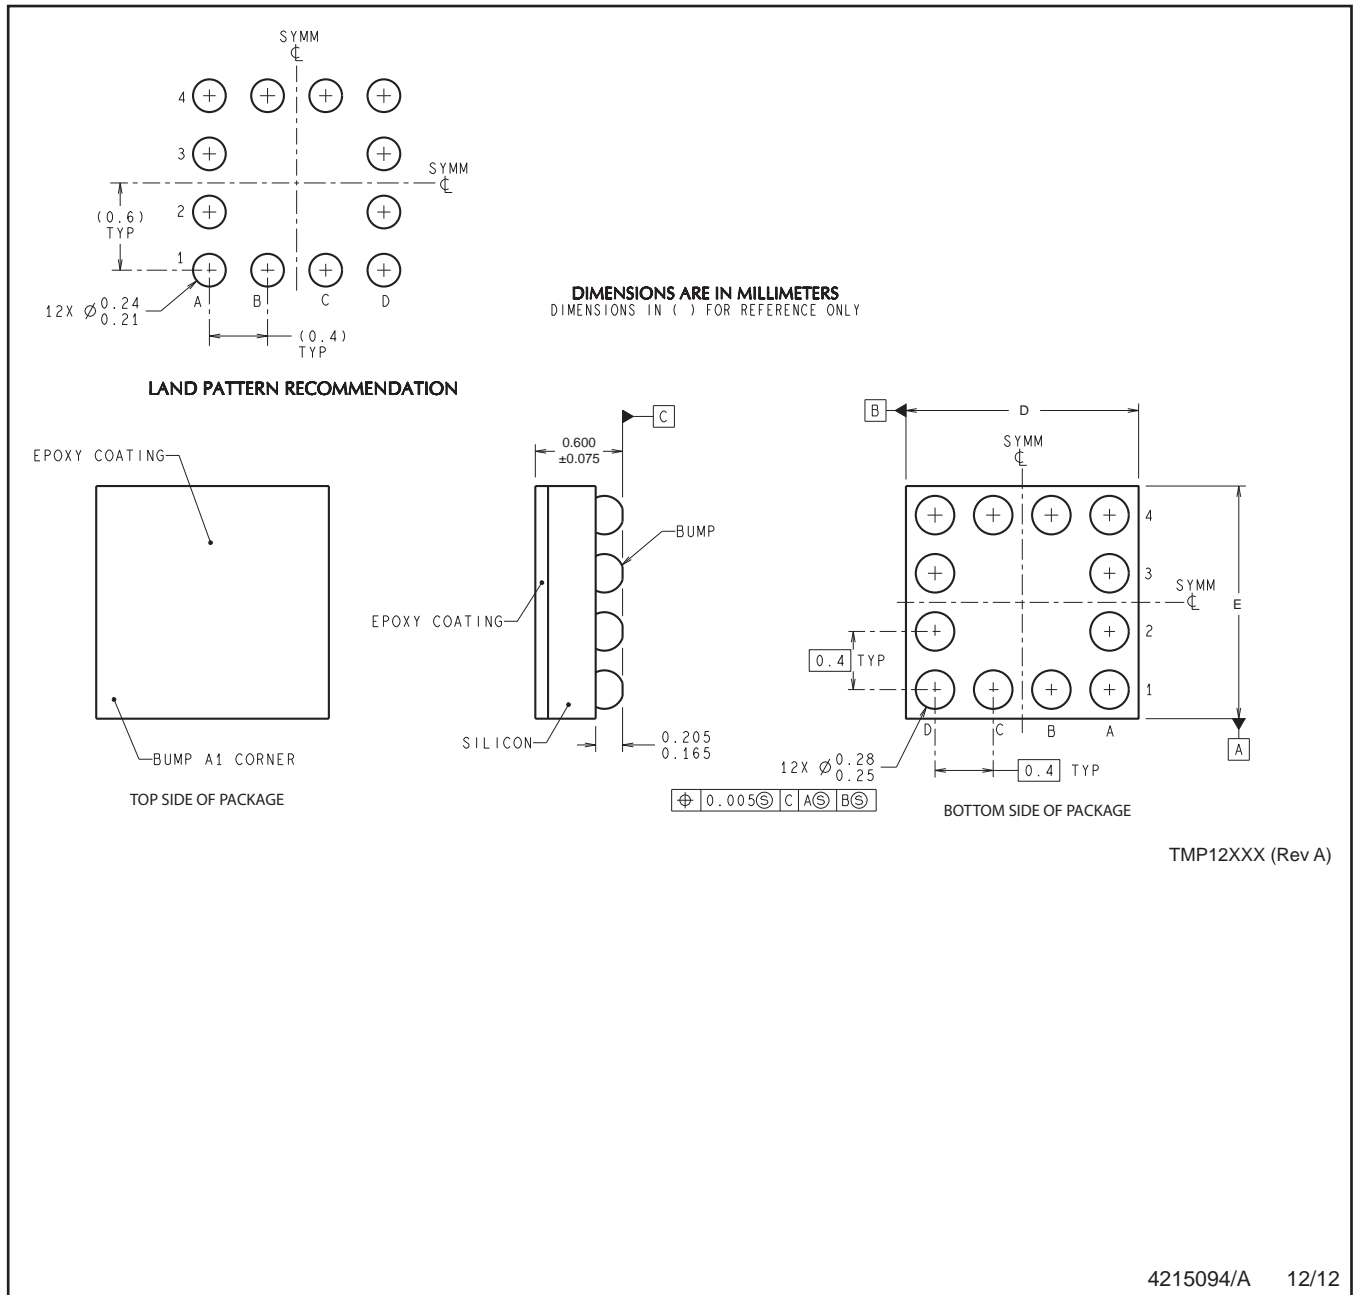 SYMM
℄
4
3
SYMM
℄
(0.6)
TYP
2
1
12X Ø 0.24
0.21
A B C D
(0.4)
TYP
DIMENSIONS ARE IN MILLIMETERS
DIMENSIONS IN ( ) FOR REFERENCE ONLY
LAND PATTERN RECOMMENDATION
EPOXY COATING
BUMP A1 CORNER
TOP SIDE OF PACKAGE
C
0.600
±0.075
BUMP
EPOXY COATING
SILICON
0.205
0.165
B
D
SYMM
℄
4
3
SYMM
℄
E
2
0.4 TYP
1
D C B A
A
12X Ø 0.28
0.25
0.4 TYP
⌖ 0.005Ⓢ C AⓈ BⓈ
BOTTOM SIDE OF PACKAGE
TMP12XXX (Rev A)
4215094/A 12/12